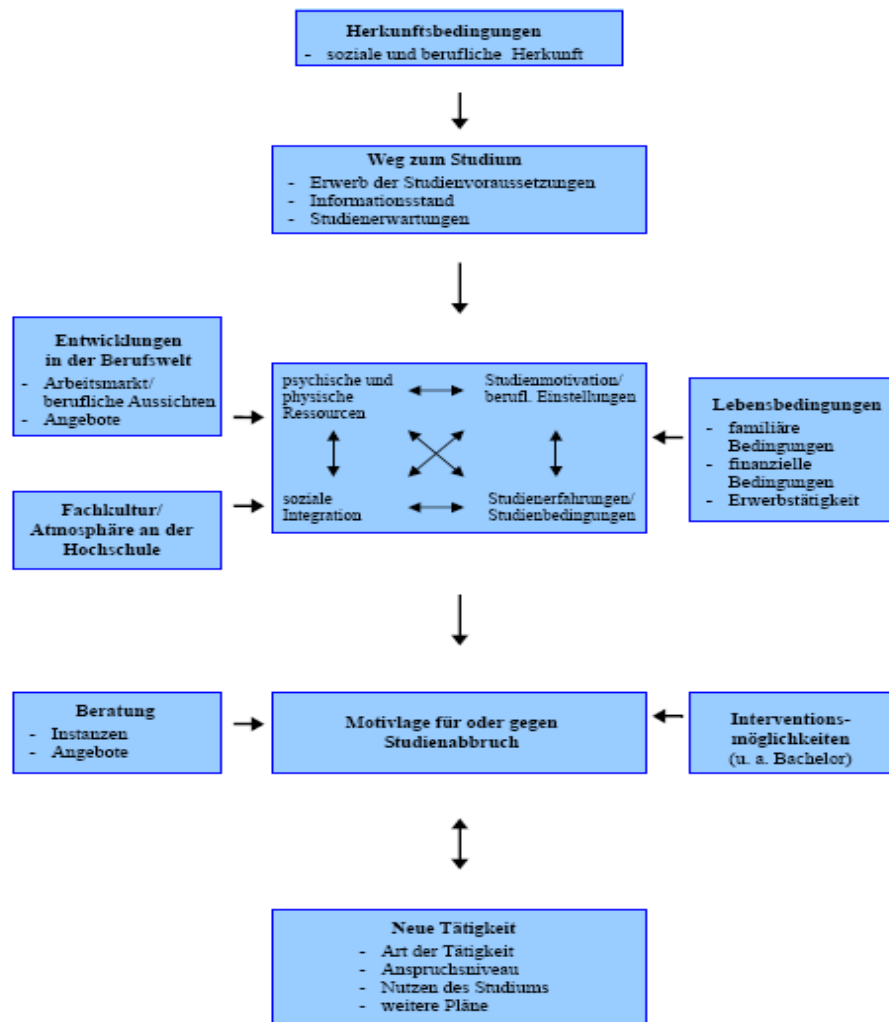 Herkunftsbedingungen
- soziale und berufliche Herkunft
Weg zum Studium
- Erwerb der Studienvoraussetzungen
- Informationsstand
- Studienerwartungen
Entwicklungen
in der Berufswelt
- Arbeitsmarkt/
berufliche Aussichten
- Angebote
Fachkultur/
Atmosphäre an der
Hochschule
psychische und
physische
Ressourcen
Studienmotivation/
berufl. Einstellungen
soziale
Integration
Studienerfahrungen/
Studienbedingungen
Lebensbedingungen
- familiäre
Bedingungen
- finanzielle
Bedingungen
- Erwerbstätigkeit
Beratung
- Instanzen
- Angebote
Motivlage für oder gegen
Studienabbruch
Interventions-
möglichkeiten
(u. a. Bachelor)
Neue Tätigkeit
- Art der Tätigkeit
- Anspruchsniveau
- Nutzen des Studiums
- weitere Pläne